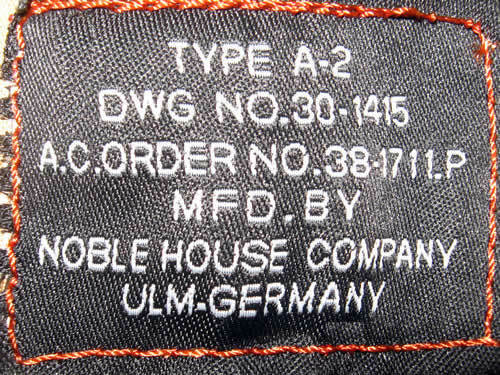 TYPE A-2
DWG NO.30-1415
A.C.ORDER NO.38-1711.P
MFD.BY
NOBLE HOUSE COMPANY
ULM-GERMANY